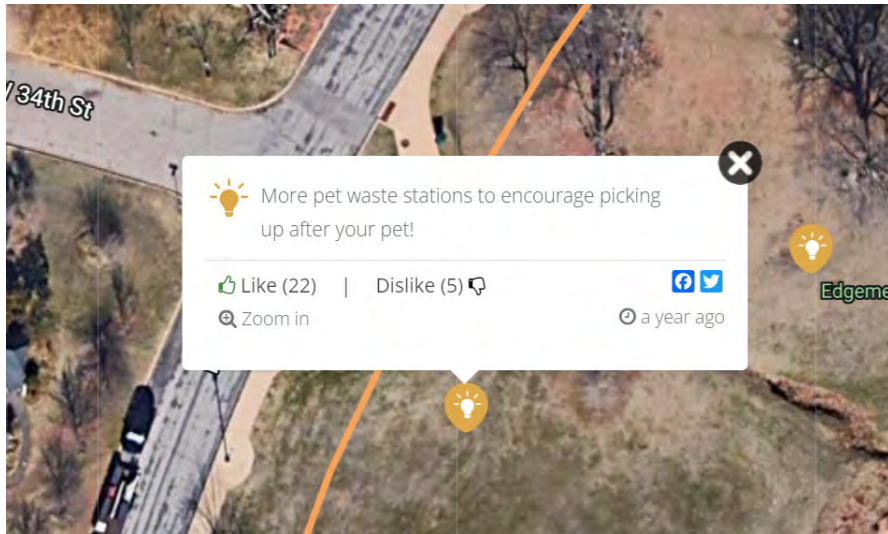 34th St
More pet waste stations to encourage picking
up after your pet!
Like (22) | Dislike (5)
Zoom in
a year ago
Edgeme